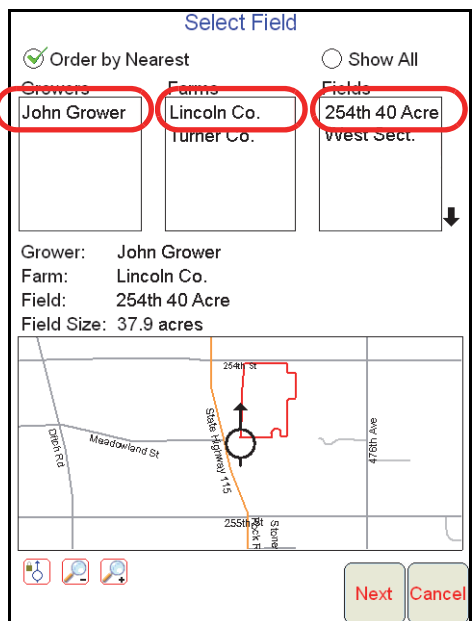 Select Field
Order by Nearest
Show All
Growers
Farms
Fields
John Grower
Lincoln Co.
254th 40 Acre
Turner Co.
West Sect.
Grower: John Grower
Farm: Lincoln Co.
Field: 254th 40 Acre
Field Size: 37.9 acres
254th St
Meadowland St
State Highway 115
476th Ave
255th St
Stone
Next
Cancel